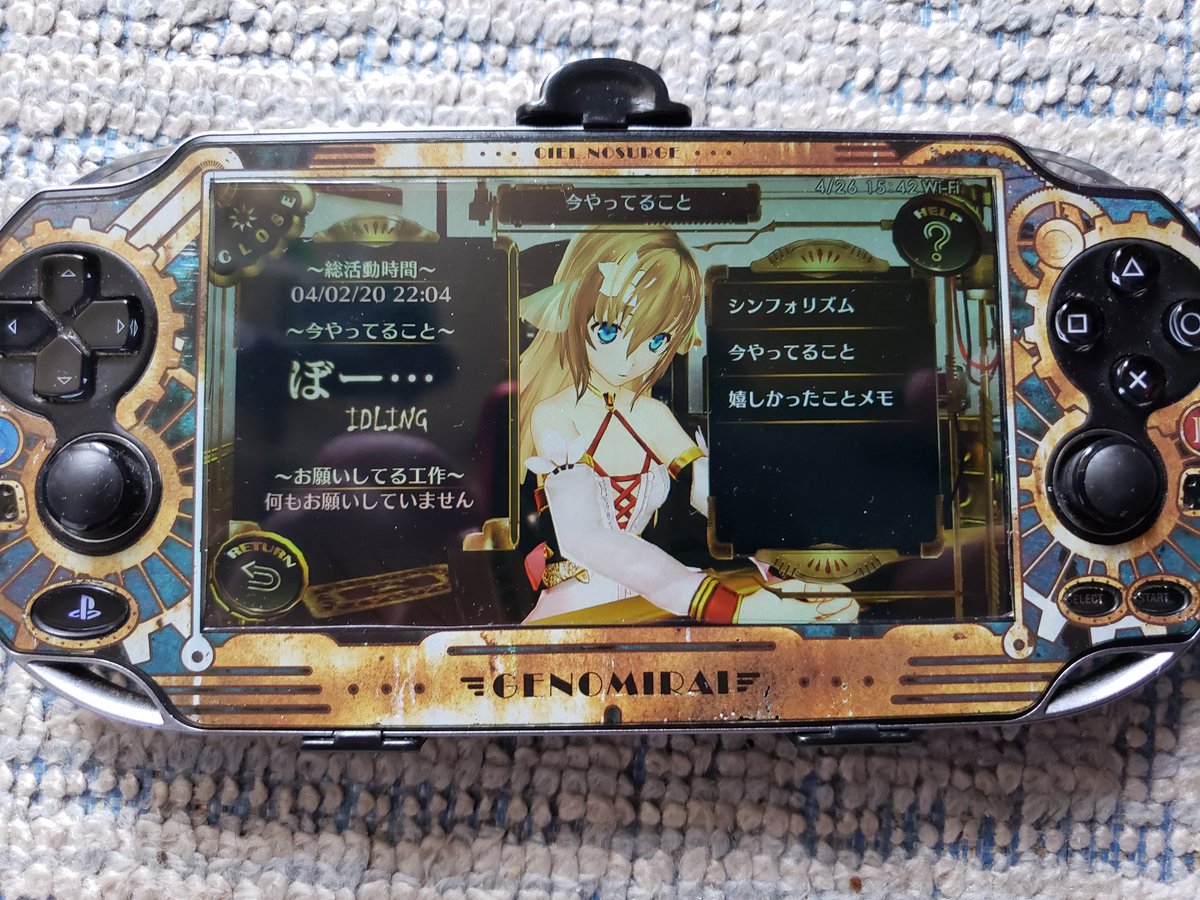 CIEL NOSURGE
4/26 15:42 Wi-Fi
今やってること
CLOSE
HELP
?
～総活動時間～
04/02/20 22:04
～今やってること～
ぼー…
IDLING
～お願いしてる工作～
何もお願いしていません
RETURN
シンフォリズム
今やってること
嬉しかったことメモ
SELECT
START
GENOMIRAI